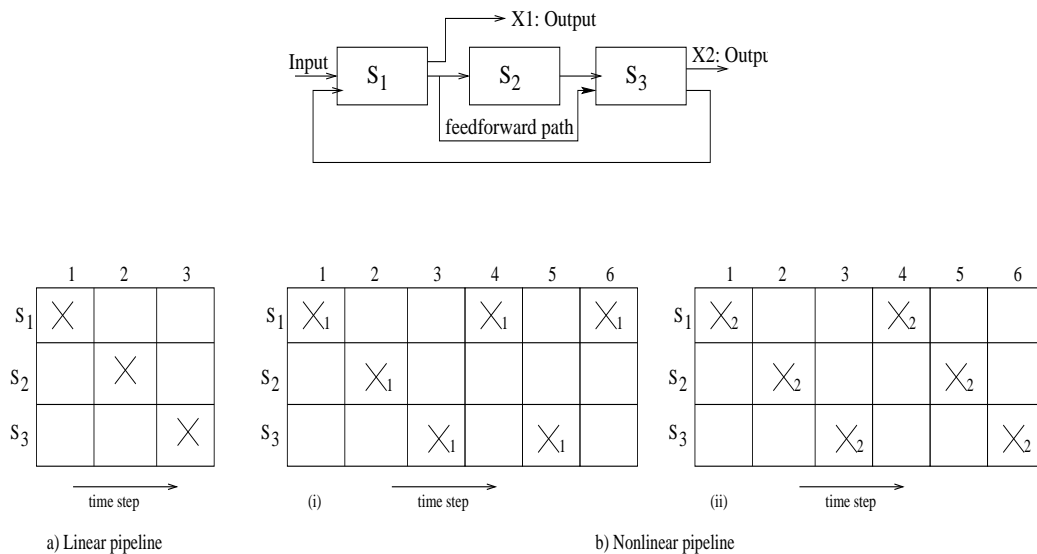 X1: Output
Input
S1
S2
S3
X2: Outpu
feedforward path
1 2 3
S1 X
S2 X
S3 X
time step
a) Linear pipeline
1 2 3 4 5 6
S1 X1 X1 X1
S2 X1
S3 X1 X1
(i) time step
1 2 3 4 5 6
S1 X2 X2
S2 X2 X2
S3 X2 X2
(ii) time step
b) Nonlinear pipeline